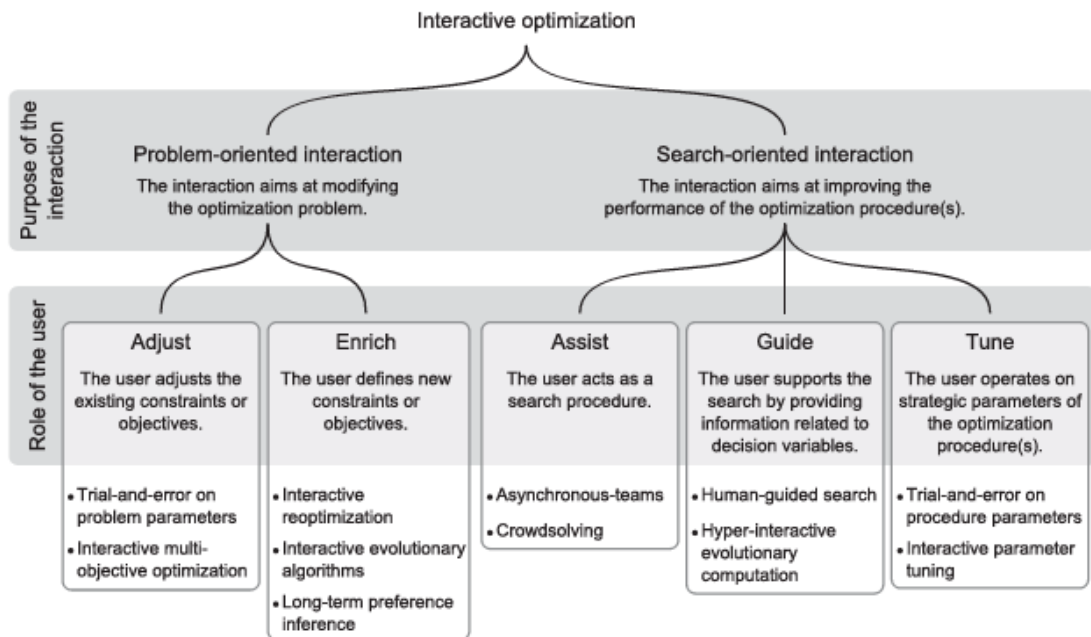 Interactive optimization
Purpose of the
interaction
Problem-oriented interaction
The interaction aims at modifying
the optimization problem.
Search-oriented interaction
The interaction aims at improving the
performance of the optimization procedure(s).
Role of the user
Adjust
The user adjusts the
existing constraints or
objectives.
• Trial-and-error on
problem parameters
• Interactive multi-
objective optimization
Enrich
The user defines new
constraints or
objectives.
• Interactive
reoptimization
• Interactive evolutionary
algorithms
• Long-term preference
inference
Assist
The user acts as a
search procedure.
• Asynchronous-teams
• Crowdsolving
Guide
The user supports the
search by providing
information related to
decision variables.
• Human-guided search
• Hyper-interactive
evolutionary
computation
Tune
The user operates on
strategic parameters of
the optimization
procedure(s).
• Trial-and-error on
procedure parameters
• Interactive parameter
tuning